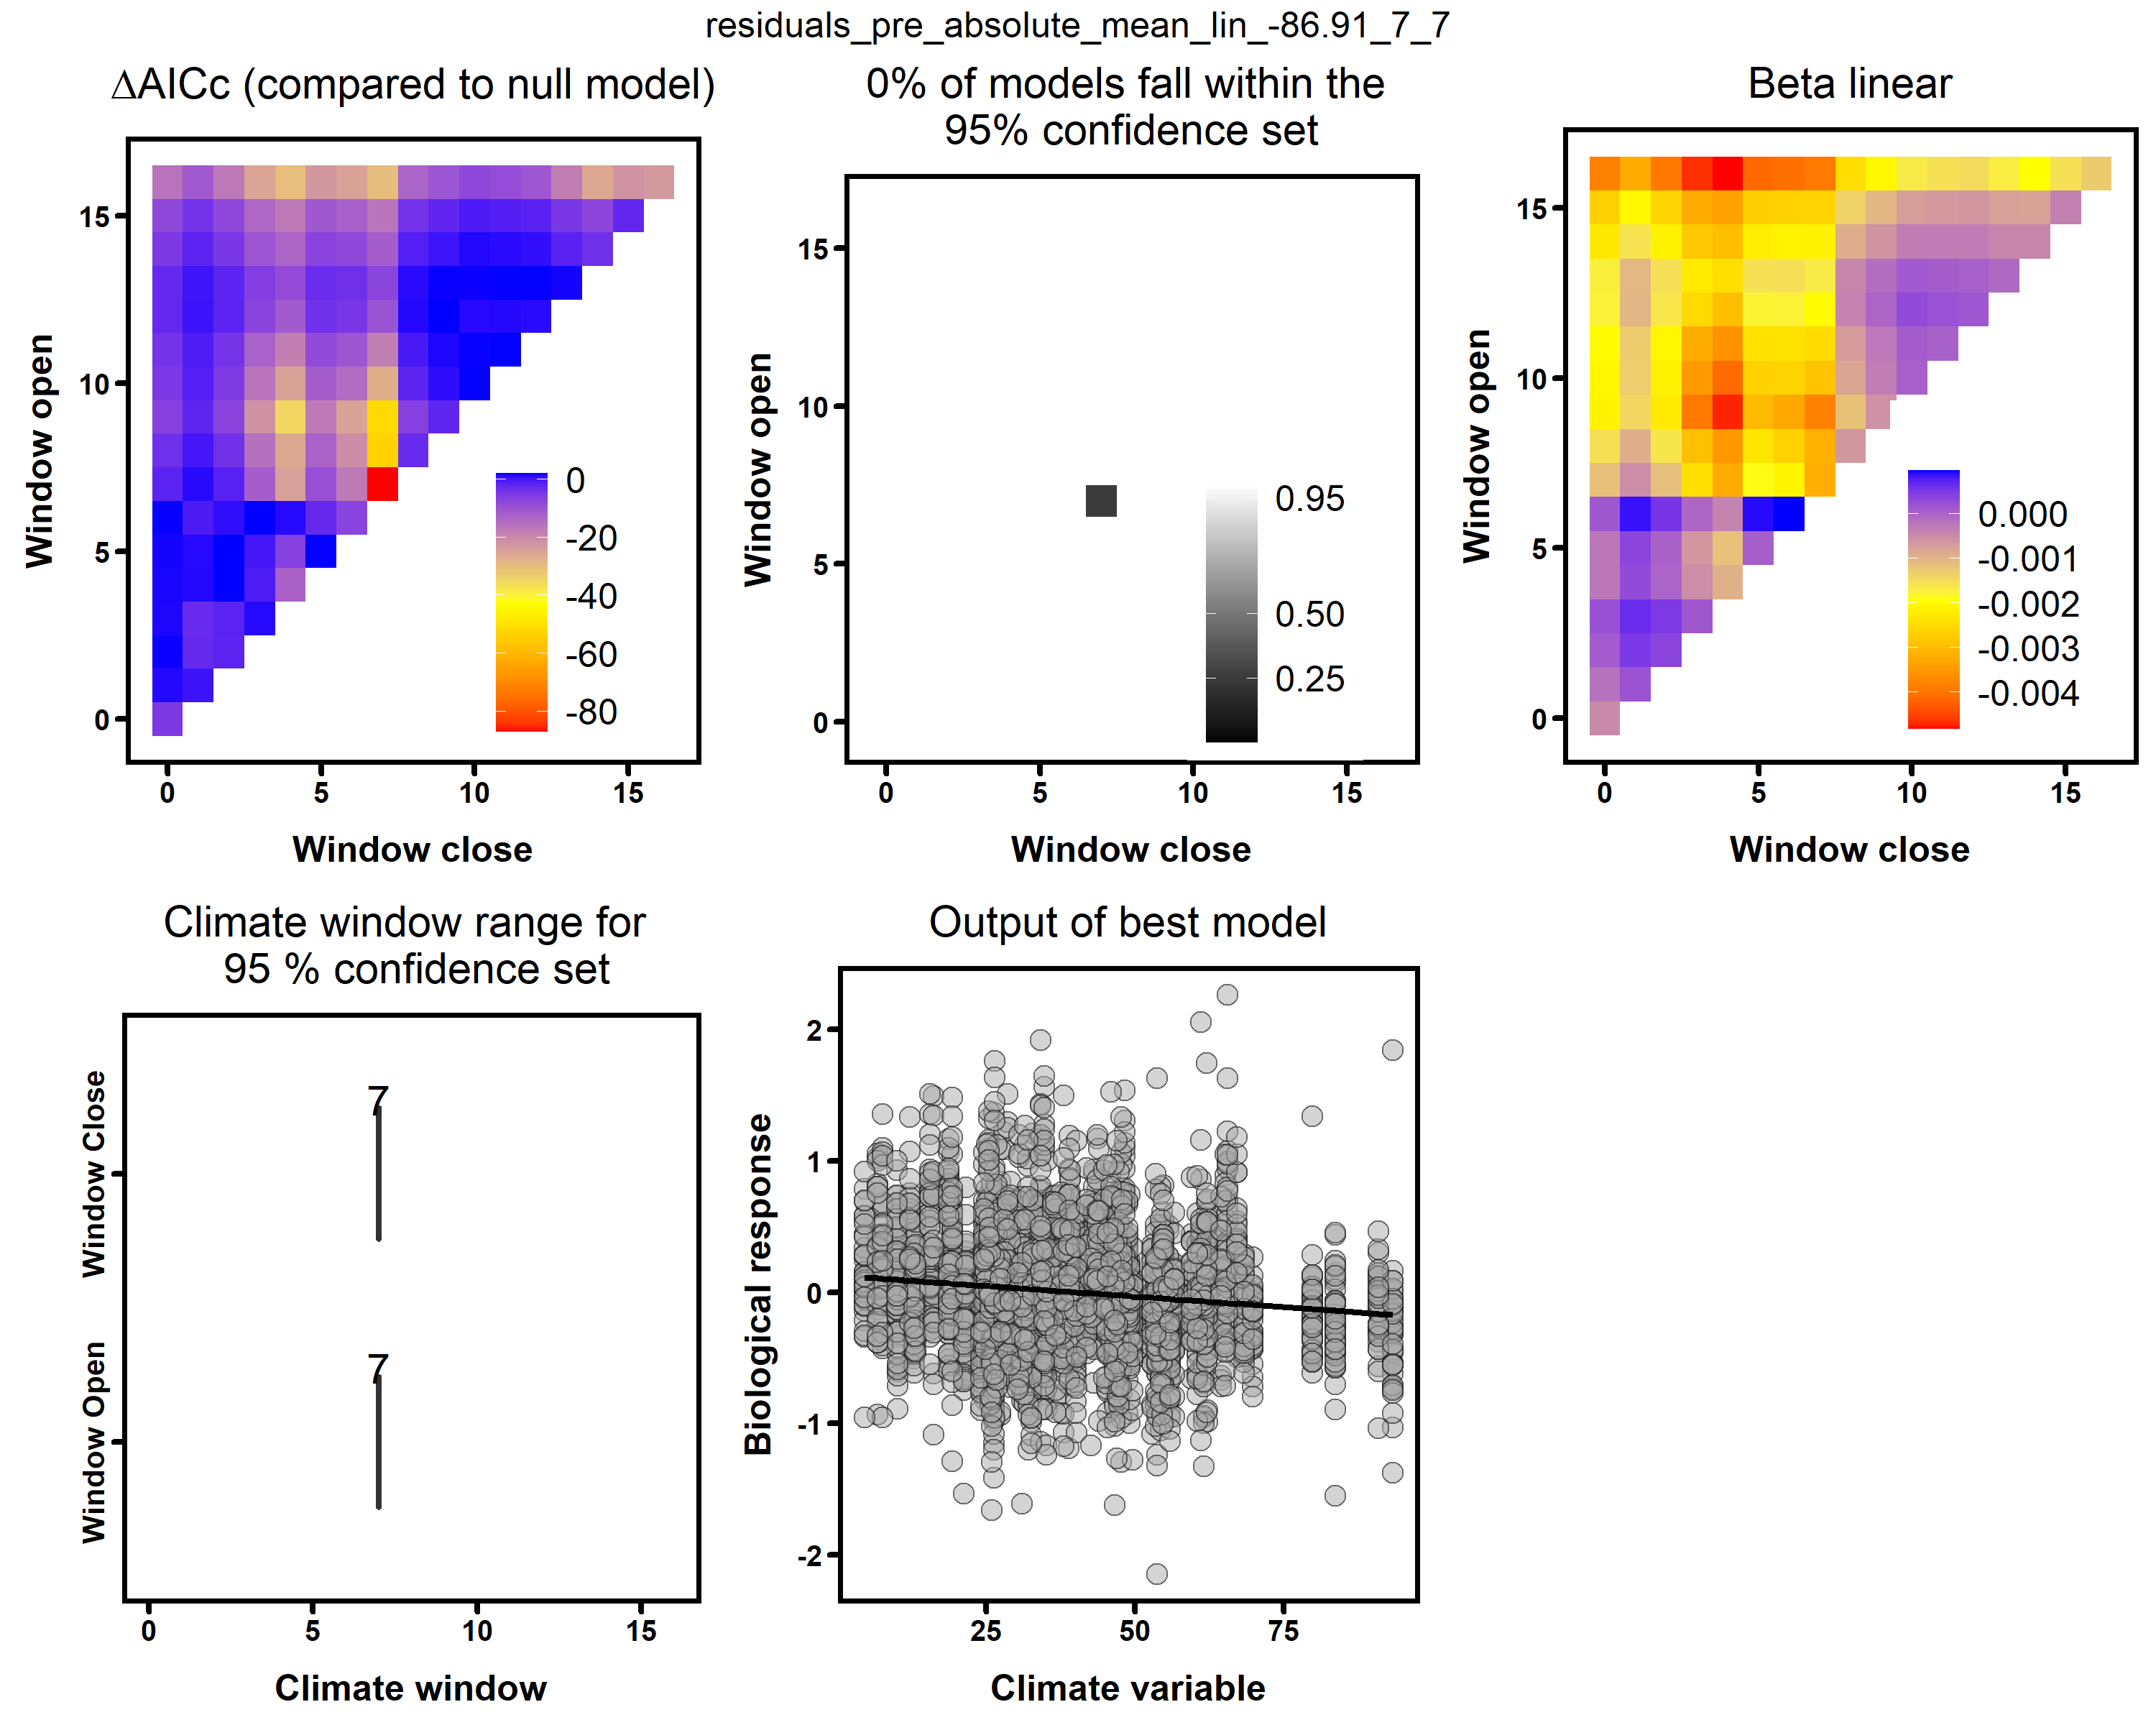 residuals_pre_absolute_mean_lin_-86.91_7_7
ΔAICc (compared to null model)
Window open
15
10
5
0
0
-20
-40
-60
-80
0
5
10
15
Window close
0% of models fall within the
95% confidence set
Window open
15
10
5
0
0.95
0.50
0.25
0
5
10
15
Window close
Beta linear
Window open
15
10
5
0
0.000
-0.001
-0.002
-0.003
-0.004
0
5
10
15
Window close
Climate window range for
95 % confidence set
Window Close
Window Open
7
7
0
5
10
15
Climate window
Output of best model
Biological response
2
1
0
-1
-2
25
50
75
Climate variable